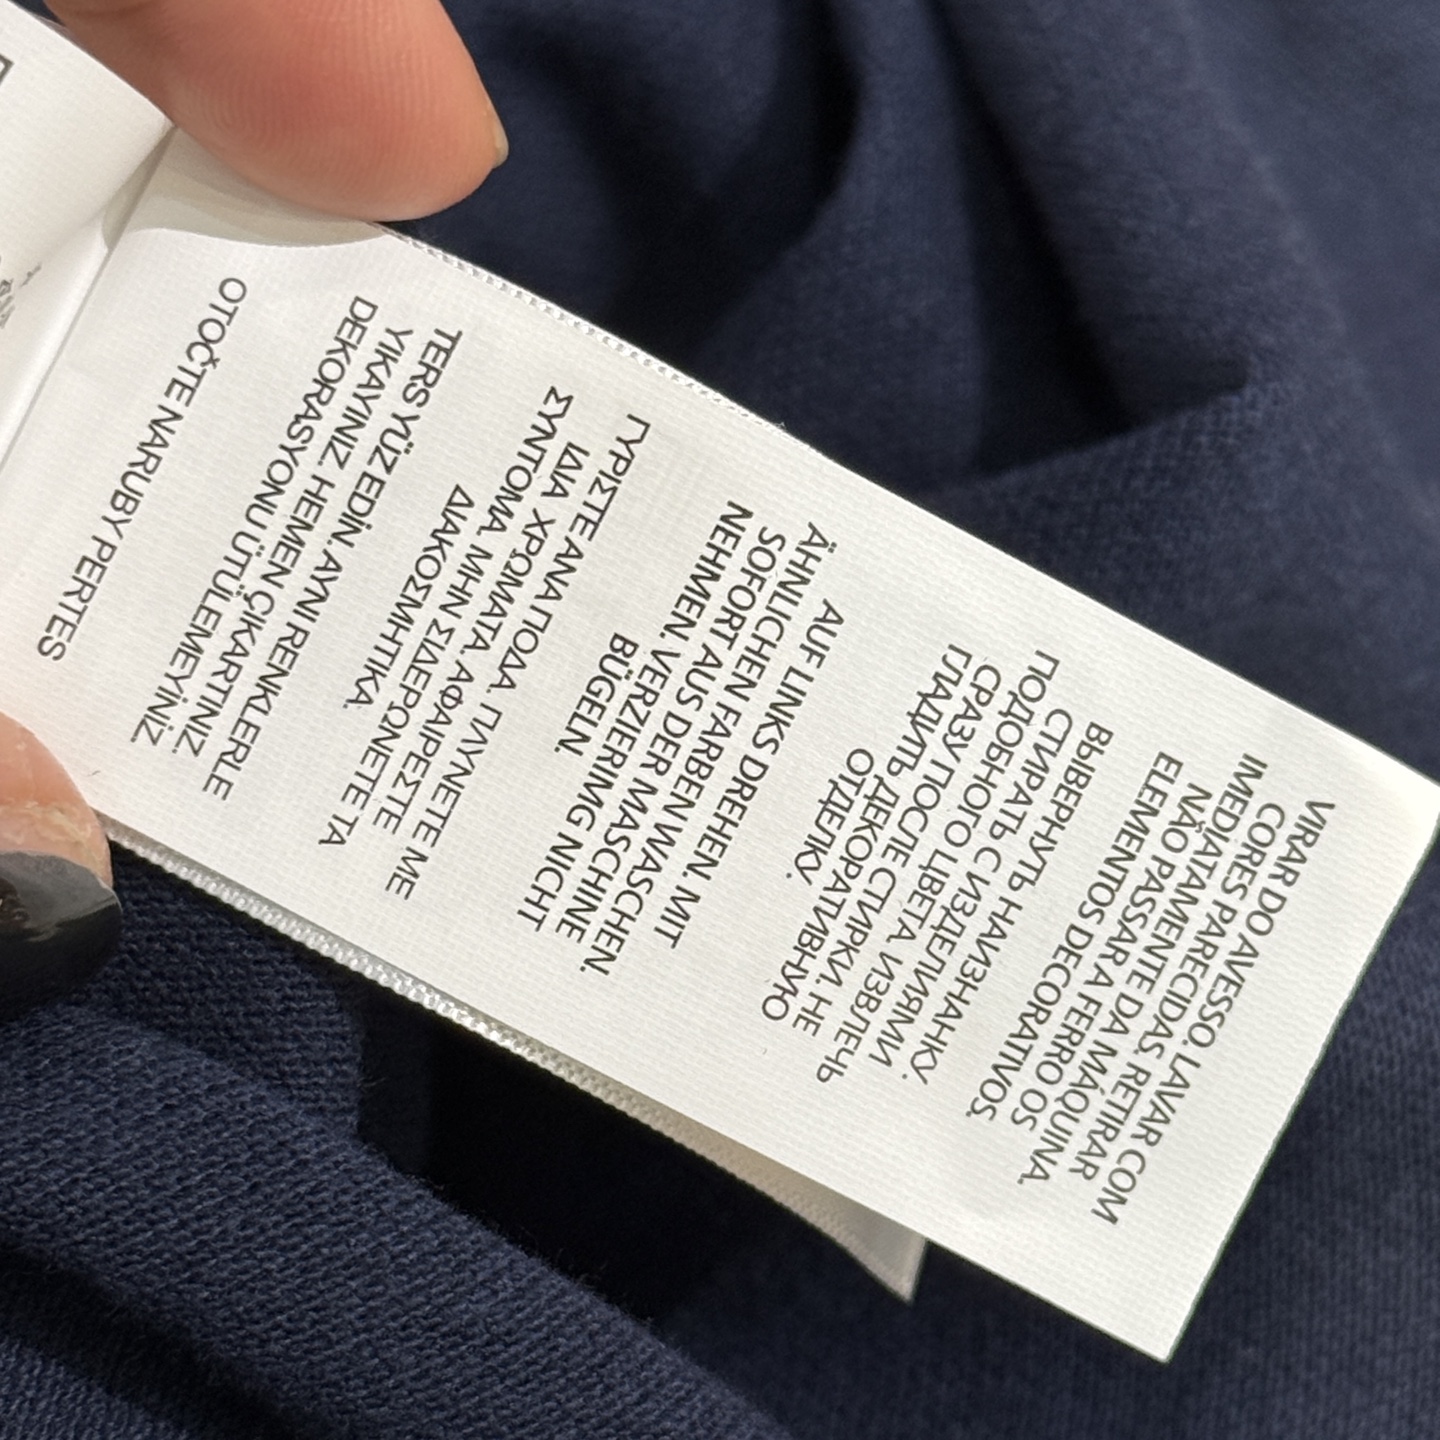 VIRAR DO AVESSO. LAVAR COM
CORES PARECIDAS. RETIRAR
IMEDIATAMENTE DA MÁQUINA.
NÃO PASSAR A FERRO OS
ELEMENTOS DECORATIVOS.
ВЫВЕРНУТЬ НАИЗНАНКУ.
СТИРАТЬ С ИЗДЕЛИЯМИ
ПОДОБНОГО ЦВЕТА. ИЗВЛЕЧЬ
СРАЗУ ПОСЛЕ СТИРКИ. НЕ
ГЛАДИТЬ ДЕКОРАТИВНУЮ
ОТДЕЛКУ.
AUF LINKS DREHEN. MIT
ÄHNLICHEN FARBEN WASCHEN.
SOFORT AUS DER MASCHINE
NEHMEN. VERZIERIMG NICHT
BÜGELN.
ΓΥΡΙΣΤΕ ΑΝΑΠΟΔΑ. ΠΛΥΝΕΤΕ ΜΕ
ΙΔΙΑ ΧΡΩΜΑΤΑ. ΑΦΑΙΡΕΣΤΕ
ΣΥΝΤΟΜΑ. ΜΗΝ ΣΙΔΕΡΩΝΕΤΕ ΤΑ
ΔΙΑΚΟΣΜΗΤΙΚΑ.
TERS YÜZ EDİN. AYNI RENKLERLE
YIKAYINIZ. HEMEN ÇIKARTINIZ.
DEKORASYONU ÜTÜLEMEYİNİZ
OTOČTE NARUBY PERTES